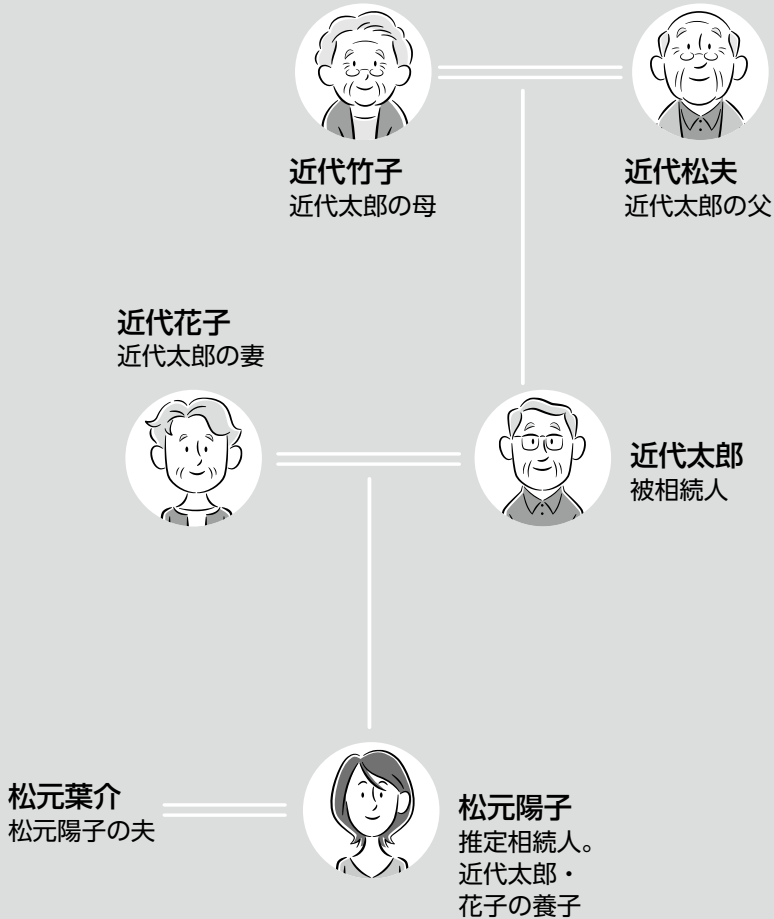 近代竹子
近代太郎の母
近代松夫
近代太郎の父
近代花子
近代太郎の妻
近代太郎
被相続人
松元葉介
松元陽子の夫
松元陽子
推定相続人。
近代太郎・
花子の養子